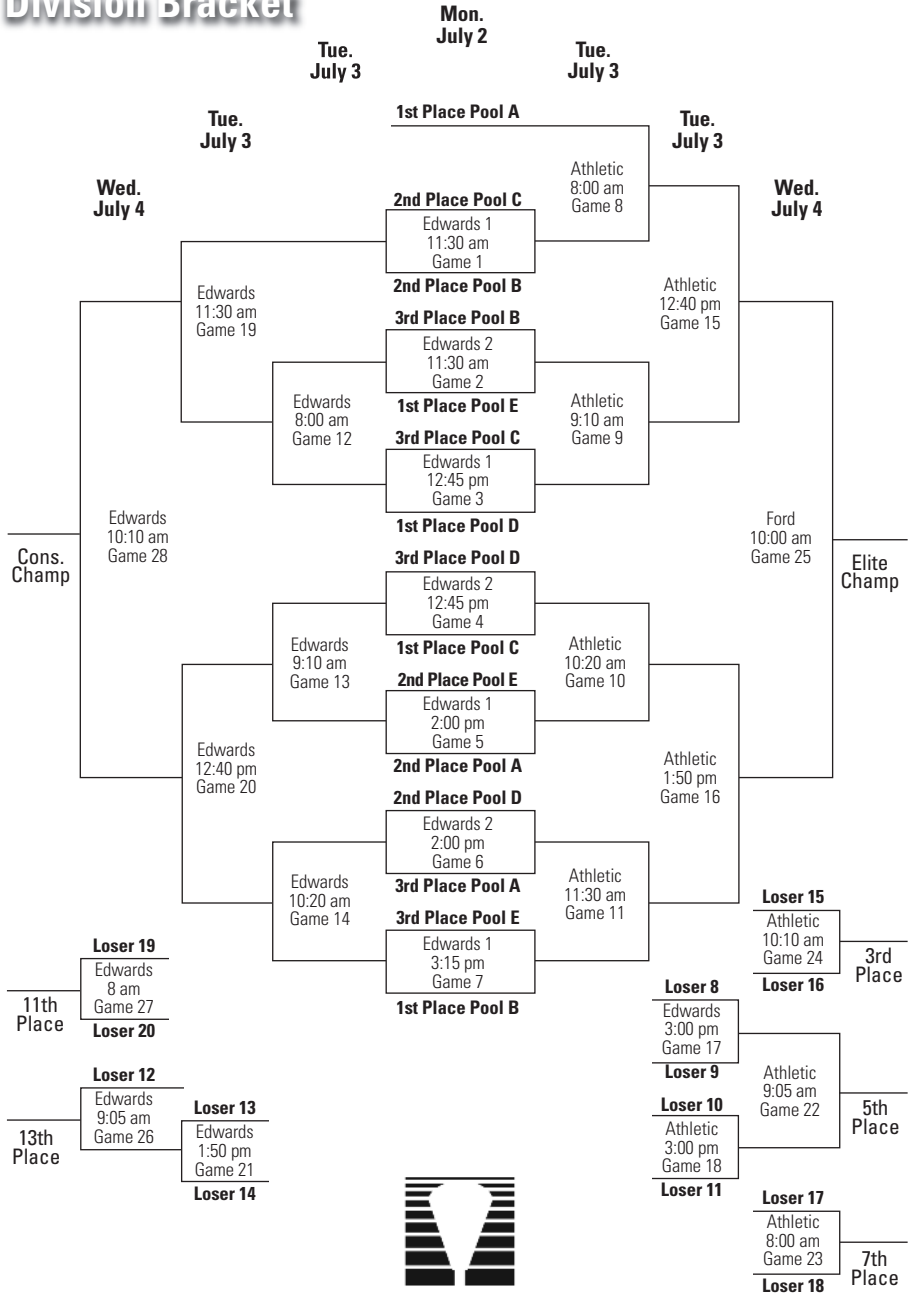 Division Bracket
Mon.
July 2
Tue.
July 3
Tue.
July 3
Tue.
July 3
Tue.
July 3
Wed.
July 4
Wed.
July 4
1st Place Pool A
Athletic
8:00 am
Game 8
2nd Place Pool C
Edwards 1
11:30 am
Game 1
2nd Place Pool B
Edwards
11:30 am
Game 19
Athletic
12:40 pm
Game 15
3rd Place Pool B
Edwards 2
11:30 am
Game 2
1st Place Pool E
Edwards
8:00 am
Game 12
Athletic
9:10 am
Game 9
3rd Place Pool C
Edwards 1
12:45 pm
Game 3
1st Place Pool D
Edwards
10:10 am
Game 28
Cons.
Champ
Ford
10:00 am
Game 25
Elite
Champ
3rd Place Pool D
Edwards 2
12:45 pm
Game 4
1st Place Pool C
Edwards
9:10 am
Game 13
Athletic
10:20 am
Game 10
2nd Place Pool E
Edwards 1
2:00 pm
Game 5
2nd Place Pool A
Edwards
12:40 pm
Game 20
Athletic
1:50 pm
Game 16
2nd Place Pool D
Edwards 2
2:00 pm
Game 6
3rd Place Pool A
Edwards
10:20 am
Game 14
Athletic
11:30 am
Game 11
3rd Place Pool E
Edwards 1
3:15 pm
Game 7
1st Place Pool B
Loser 15
Athletic
10:10 am
Game 24
Loser 16
3rd
Place
Loser 19
Edwards
8 am
Game 27
Loser 20
11th
Place
Loser 8
Edwards
3:00 pm
Game 17
Loser 9
Athletic
9:05 am
Game 22
5th
Place
Loser 10
Athletic
3:00 pm
Game 18
Loser 11
Loser 12
Edwards
9:05 am
Game 26
13th
Place
Loser 13
Edwards
1:50 pm
Game 21
Loser 14
Loser 17
Athletic
8:00 am
Game 23
Loser 18
7th
Place